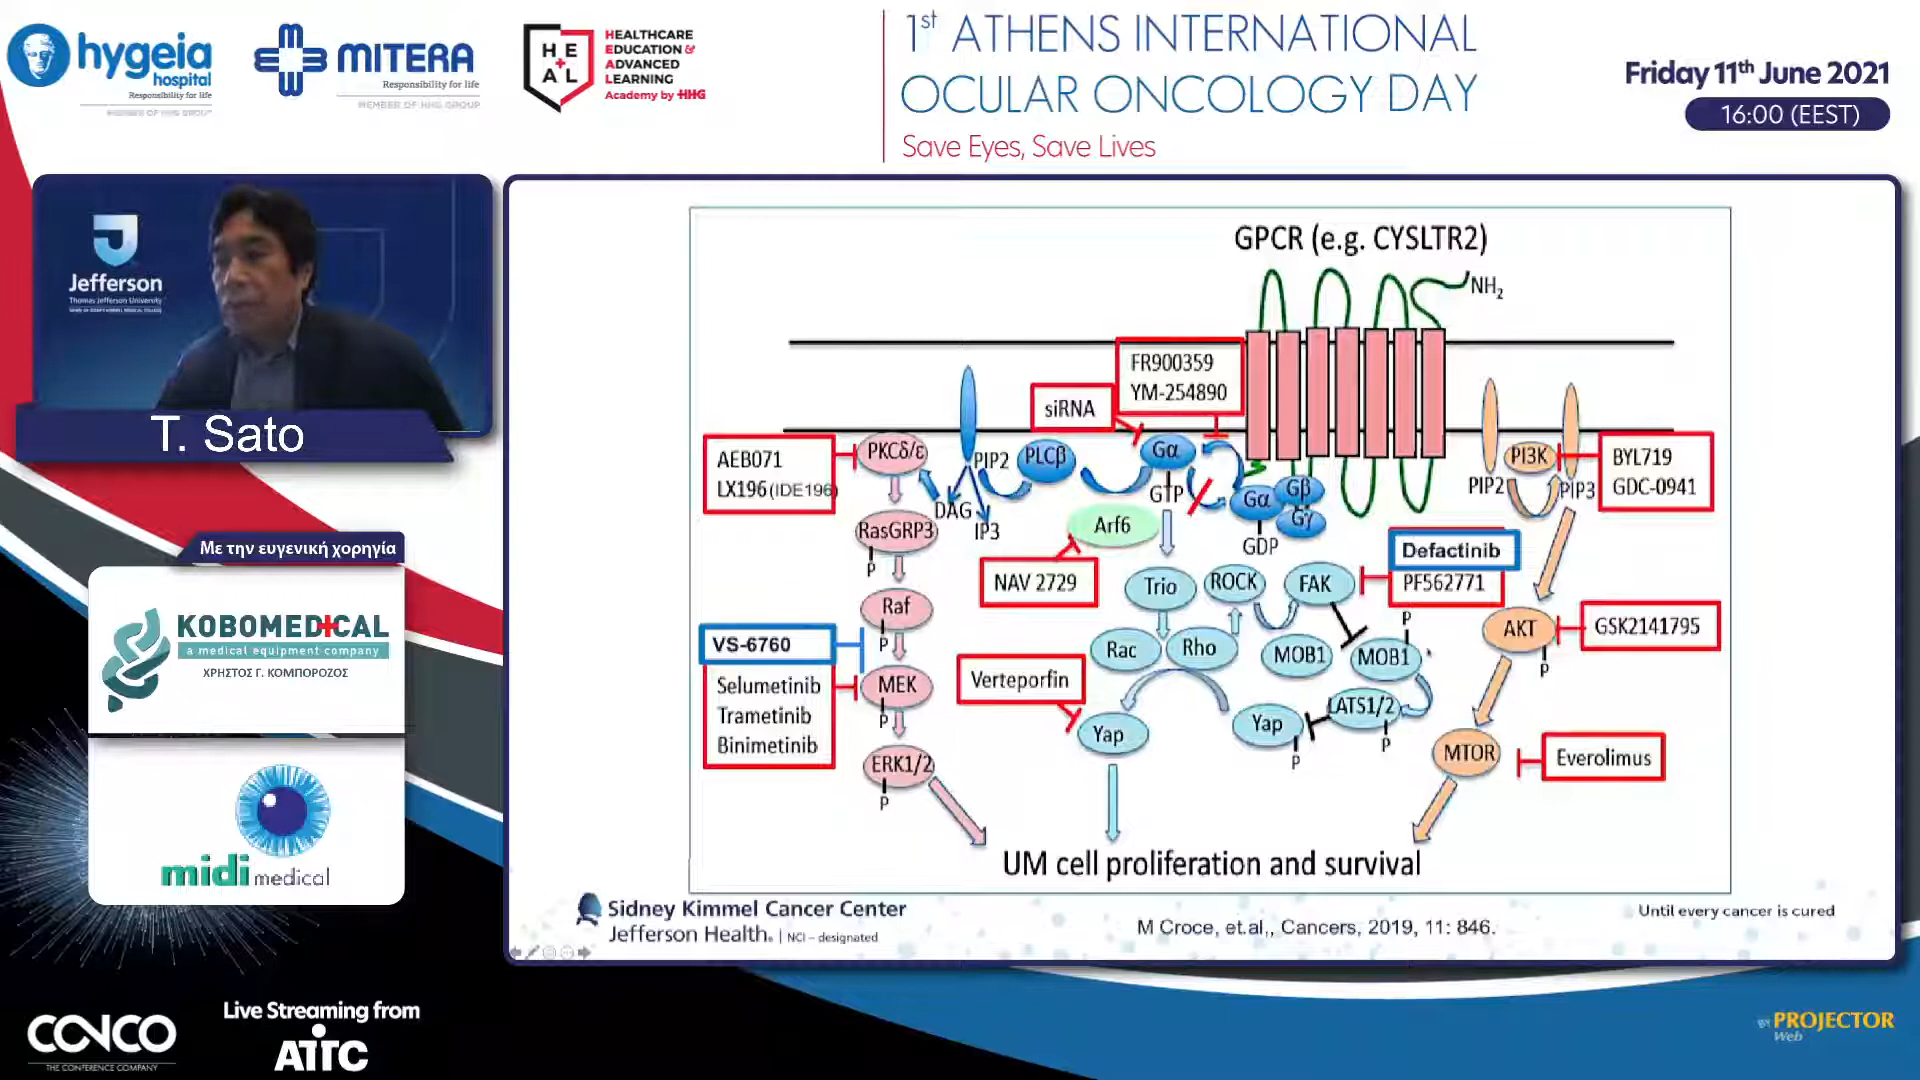 hygeia
hospital
Responsibility for life
MEMBER OF HHG GROUP
MITERA
Responsibility for life
MEMBER OF HHG GROUP
HE
AL
HEALTHCARE
EDUCATION &
ADVANCED
LEARNING
Academy by HHG
1st ATHENS INTERNATIONAL
OCULAR ONCOLOGY DAY
Save Eyes, Save Lives
Friday 11th June 2021
16:00 (EEST)
Jefferson
Thomas Jefferson University
T. Sato
Με την ευγενική χορηγία
KOBOMEDICAL
a medical equipment company
ΧΡΗΣΤΟΣ Γ. ΚΟΜΠΟΡΟΖΟΣ
midi medical
CONCO
THE CONFERENCE COMPANY
Live Streaming from
AITC
GPCR (e.g. CYSLTR2)
NH2
FR900359
YM-254890
siRNA
AEB071
LX196(IDE196)
PKCδ/ε
PIP2
PLCβ
Gα
GTP
Gα
Gβ
Gγ
GDP
PI3K
PIP2
PIP3
BYL719
GDC-0941
DAG
IP3
RasGRP3
P
Arf6
NAV 2729
Trio
ROCK
FAK
Defactinib
PF562771
P
Raf
P
VS-6760
Selumetinib
Trametinib
Binimetinib
MEK
P
ERK1/2
P
Rac
Rho
MOB1
MOB1
AKT
P
GSK2141795
Verteporfin
Yap
Yap
P
LATS1/2
P
MTOR
Everolimus
UM cell proliferation and survival
Sidney Kimmel Cancer Center
Jefferson Health. | NCI – designated
M Croce, et.al,, Cancers, 2019, 11: 846.
Until every cancer is cured
BY PROJECTOR
Web